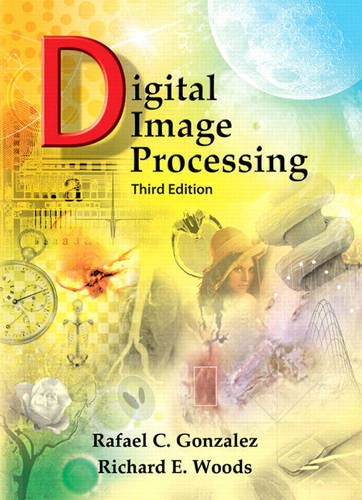 Digital
Image
Processing
Third Edition
a
Rafael C. Gonzalez
Richard E. Woods